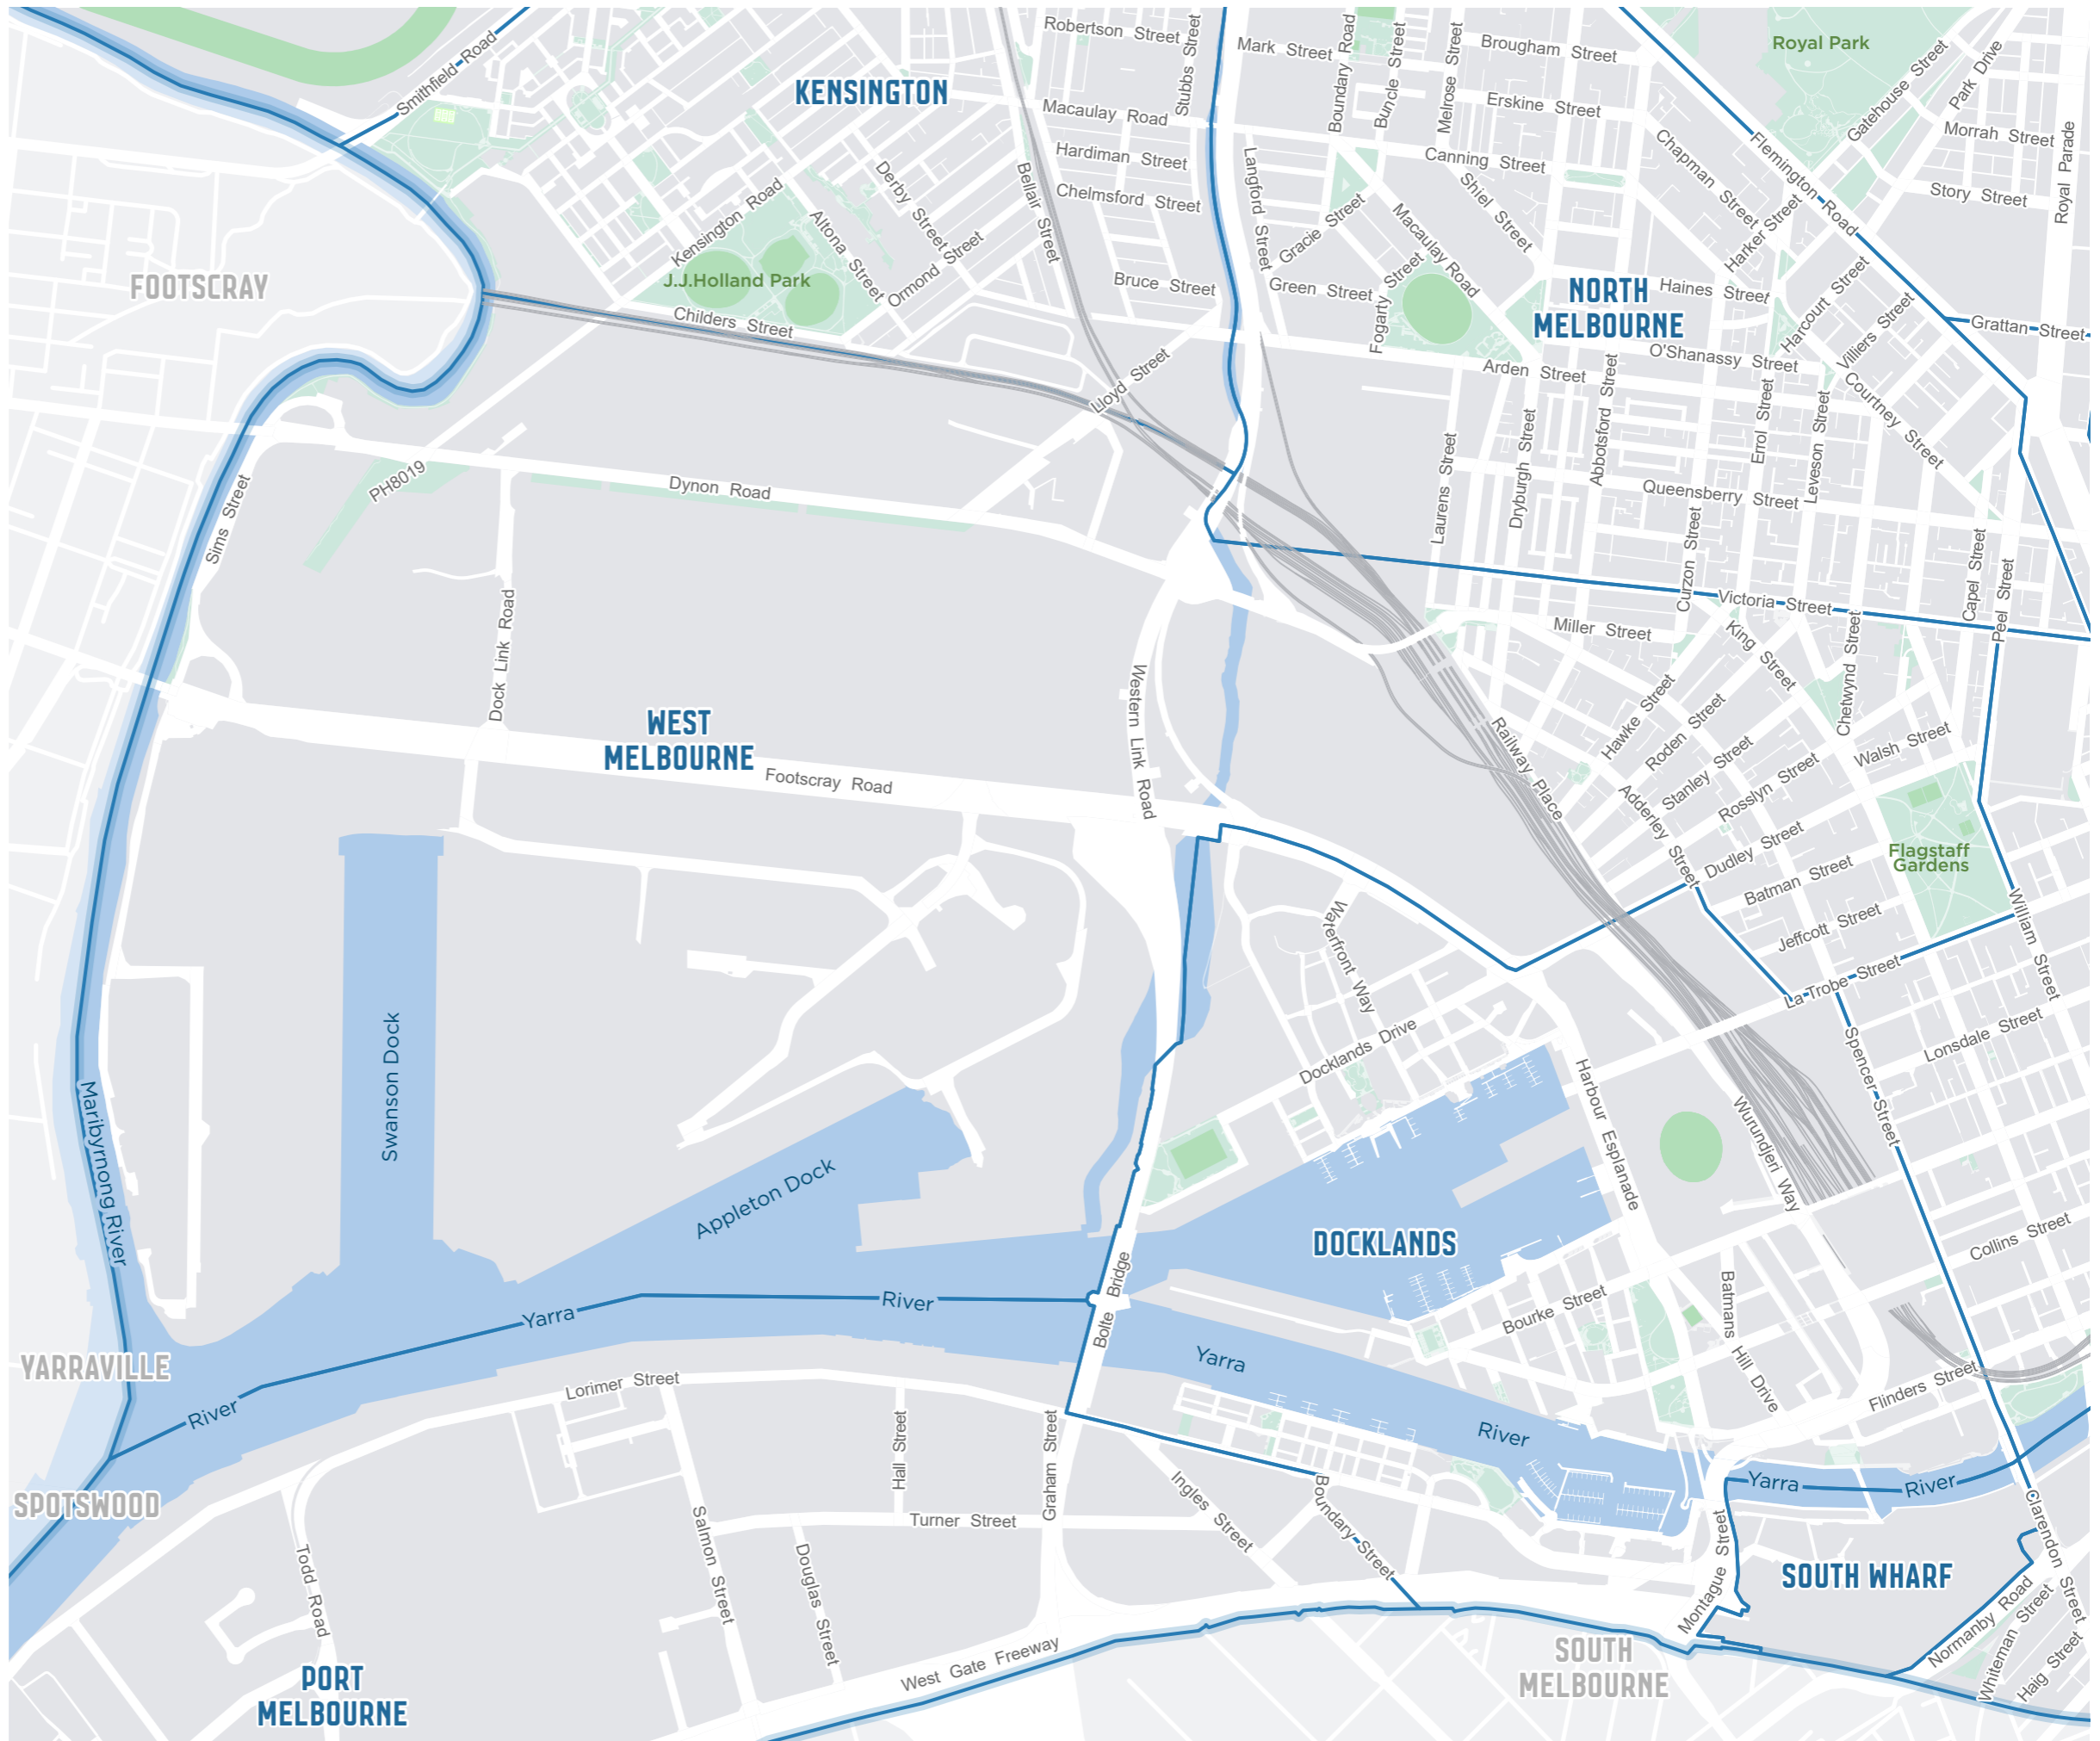 Robertson Street
Stubbs Street
Mark Street
Boundary Road
Buncle Street
Melrose Street
Brougham Street
Royal Park
Gatehouse Street
Park Drive
Smithfield Road
KENSINGTON
Macaulay Road
Erskine Street
Morrah Street
Royal Parade
Hardiman Street
Canning Street
Chapman Street
Flemington Road
Langford Street
Bellair Street
Derby Street
Chelmsford Street
Shiel Street
Story Street
Kensington Road
Altona Street
Gracie Street
Macaulay Road
Harker Street
FOOTSCRAY
J.J.Holland Park
Ormond Street
Bruce Street
Green Street
Fogarty Street
NORTH
MELBOURNE
Haines Street
Harcourt Street
Villiers Street
Grattan Street
Childers Street
Lloyd Street
Arden Street
O'Shanassy Street
Courtney Street
Laurens Street
Dryburgh Street
Abbotsford Street
Errol Street
Leveson Street
PH8019
Dynon Road
Sims Street
Queensberry Street
Curzon Street
Capel Street
Peel Street
Victoria Street
Dock Link Road
Miller Street
King Street
Chetwynd Street
Western Link Road
WEST
MELBOURNE
Footscray Road
Railway Place
Hawke Street
Roden Street
Stanley Street
Rosslyn Street
Walsh Street
Adderley Street
Dudley Street
Batman Street
Flagstaff
Gardens
Jeffcott Street
William Street
Waterfront Way
La Trobe Street
Swanson Dock
Docklands Drive
Lonsdale Street
Spencer Street
Harbour Esplanade
Wurundjeri Way
Maribyrnong River
Appleton Dock
DOCKLANDS
Collins Street
Bolte Bridge
Yarra River
Bourke Street
Batmans Hill Drive
YARRAVILLE
Lorimer Street
Yarra
Flinders Street
River
River
Hall Street
Graham Street
Ingles Street
Boundary Street
Yarra River
SPOTSWOOD
Salmon Street
Turner Street
Montague Street
Clarendon Street
Todd Road
Douglas Street
SOUTH WHARF
Normanby Road
Whiteman Street
Haig Street
West Gate Freeway
SOUTH
MELBOURNE
PORT
MELBOURNE